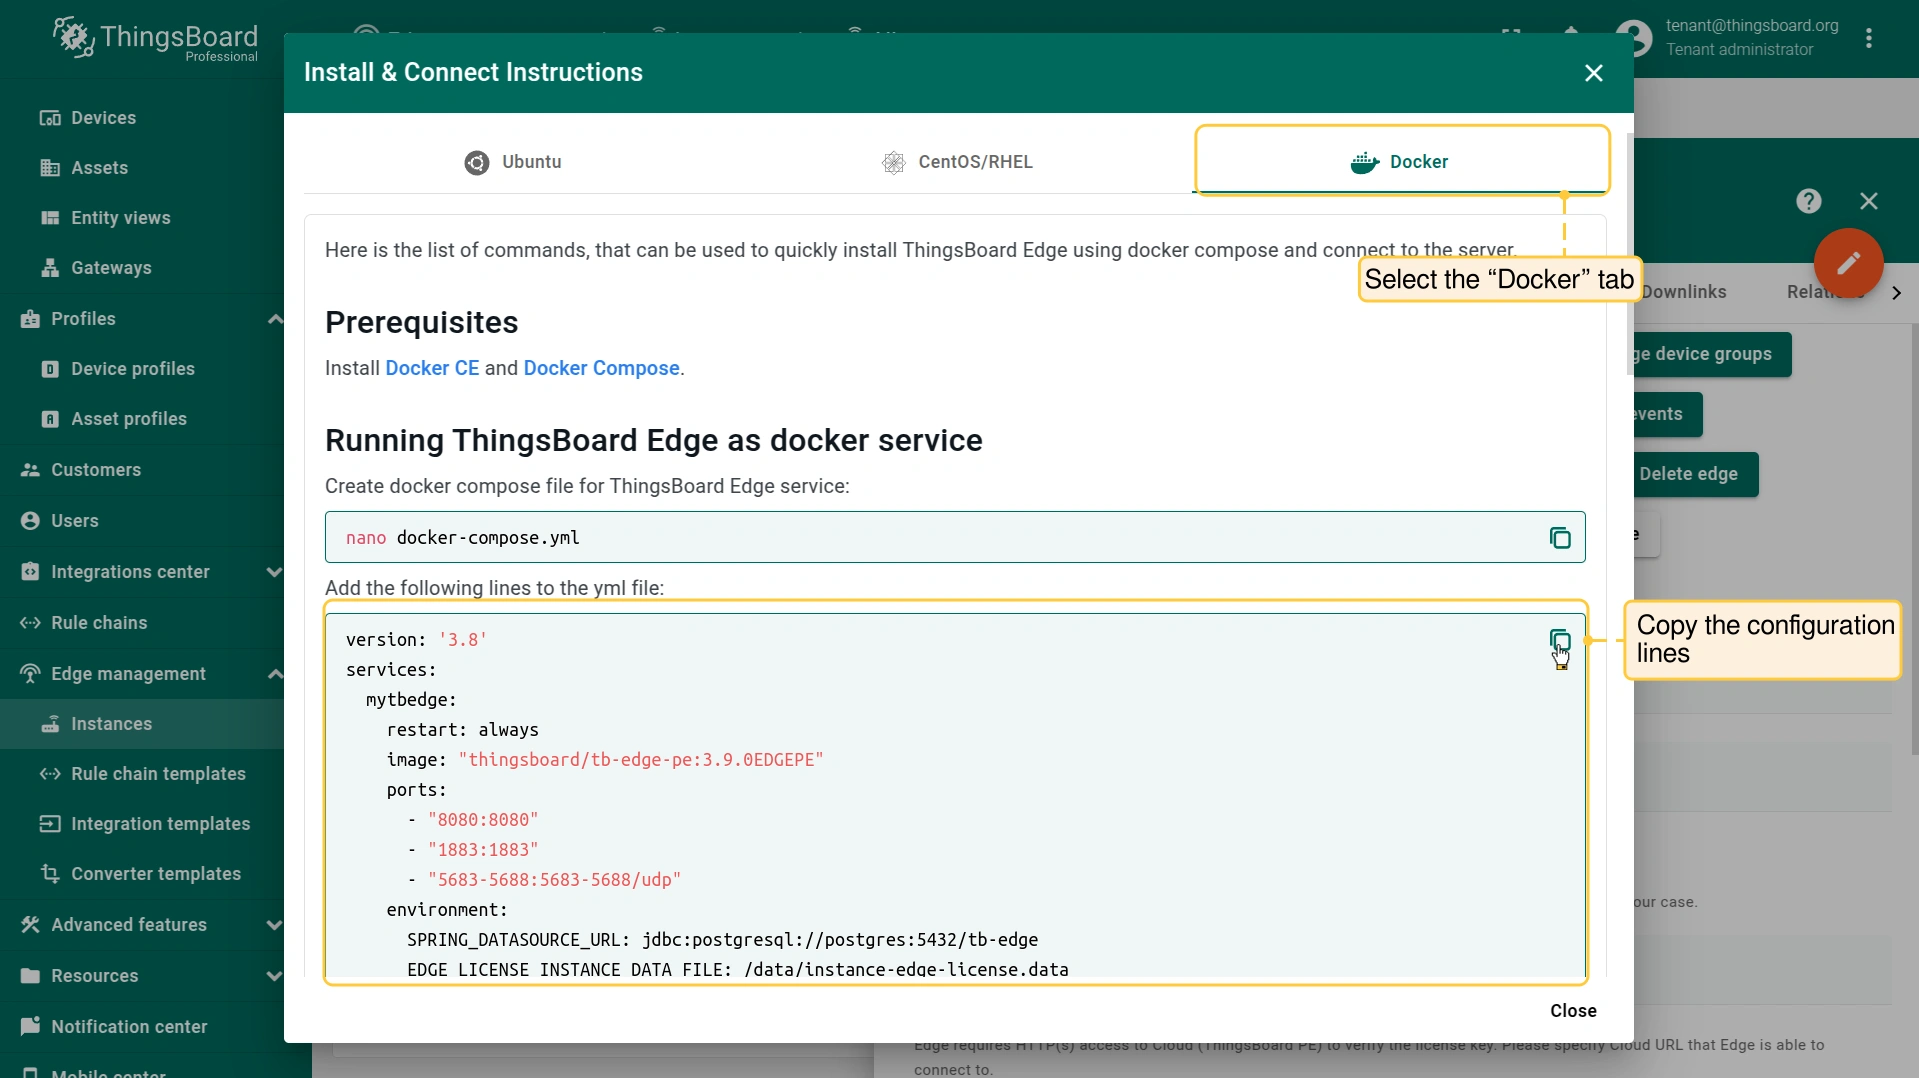 ThingsBoard
Professional
tenant@thingsboard.org
Tenant administrator
Devices
Assets
Entity views
Gateways
Profiles
Device profiles
Asset profiles
Customers
Users
Integrations center
Rule chains
Edge management
Instances
Rule chain templates
Integration templates
Converter templates
Advanced features
Resources
Notification center
Mobile center
Install & Connect Instructions
Ubuntu
CentOS/RHEL
Docker
Here is the list of commands, that can be used to quickly install ThingsBoard Edge using docker compose and connect to the server.
Select the “Docker” tab
Prerequisites
Install Docker CE and Docker Compose.
Running ThingsBoard Edge as docker service
Create docker compose file for ThingsBoard Edge service:
nano docker-compose.yml
Add the following lines to the yml file:
version: '3.8'
services:
mytbedge:
restart: always
image: "thingsboard/tb-edge-pe:3.9.0EDGEPE"
ports:
- "8080:8080"
- "1883:1883"
- "5683-5688:5683-5688/udp"
environment:
SPRING_DATASOURCE_URL: jdbc:postgresql://postgres:5432/tb-edge
EDGE_LICENSE_INSTANCE_DATA_FILE: /data/instance-edge-license.data
Copy the configuration
lines
Close
Downlinks
ge device groups
events
Delete edge
e
our case.
Edge requires HTTP(s) access to Cloud (ThingsBoard PE) to verify the license key. Please specify Cloud URL that Edge is able to
connect to.